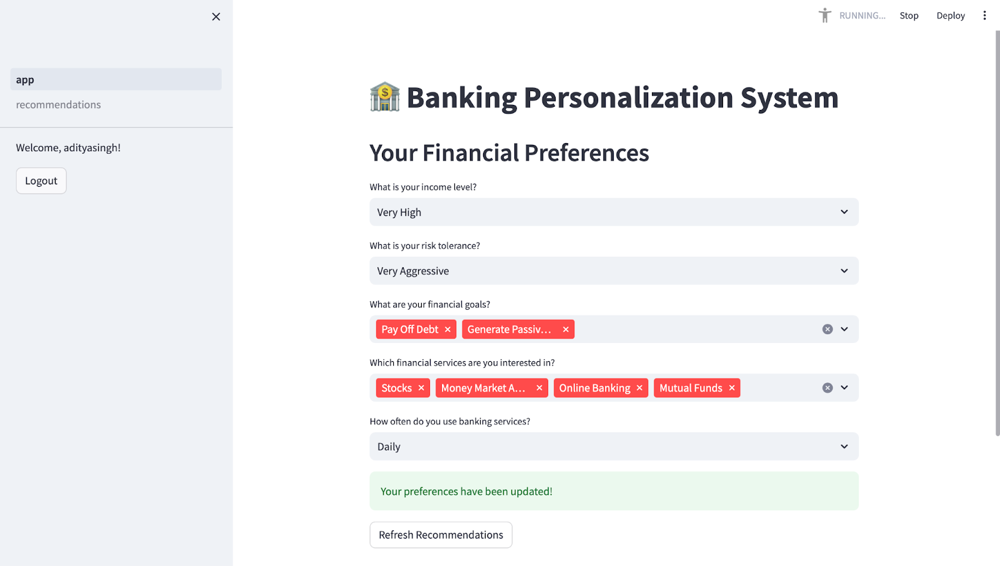 RUNNING... Stop Deploy
app
recommendations
Welcome, adityasingh!
Logout
Banking Personalization System
Your Financial Preferences
What is your income level?
Very High
What is your risk tolerance?
Very Aggressive
What are your financial goals?
Pay Off Debt × Generate Passiv... ×
Which financial services are you interested in?
Stocks × Money Market A... × Online Banking × Mutual Funds ×
How often do you use banking services?
Daily
Your preferences have been updated!
Refresh Recommendations